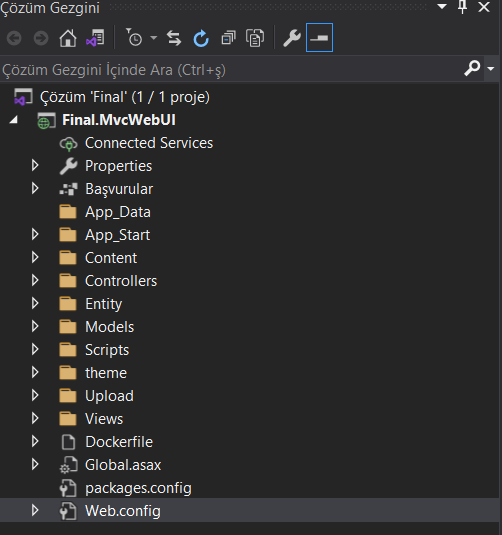 Çözüm Gezgini
Çözüm Gezgini İçinde Ara (Ctrl+ş)
Çözüm 'Final' (1 / 1 proje)
Final.MvcWebUI
Connected Services
Properties
Başvurular
App_Data
App_Start
Content
Controllers
Entity
Models
Scripts
theme
Upload
Views
Dockerfile
Global.asax
packages.config
Web.config